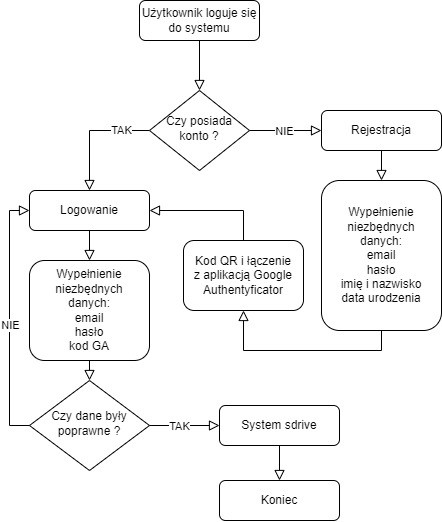 Użytkownik loguje się
do systemu
Czy posiada
konto ?
TAK
NIE
Rejestracja
Logowanie
Wypełnienie
niezbędnych
danych:
email
hasło
imię i nazwisko
data urodzenia
Kod QR i łączenie
z aplikacją Google
Authentyficator
Wypełnienie
niezbędnych
danych:
email
hasło
kod GA
NIE
Czy dane były
poprawne ?
TAK
System sdrive
Koniec